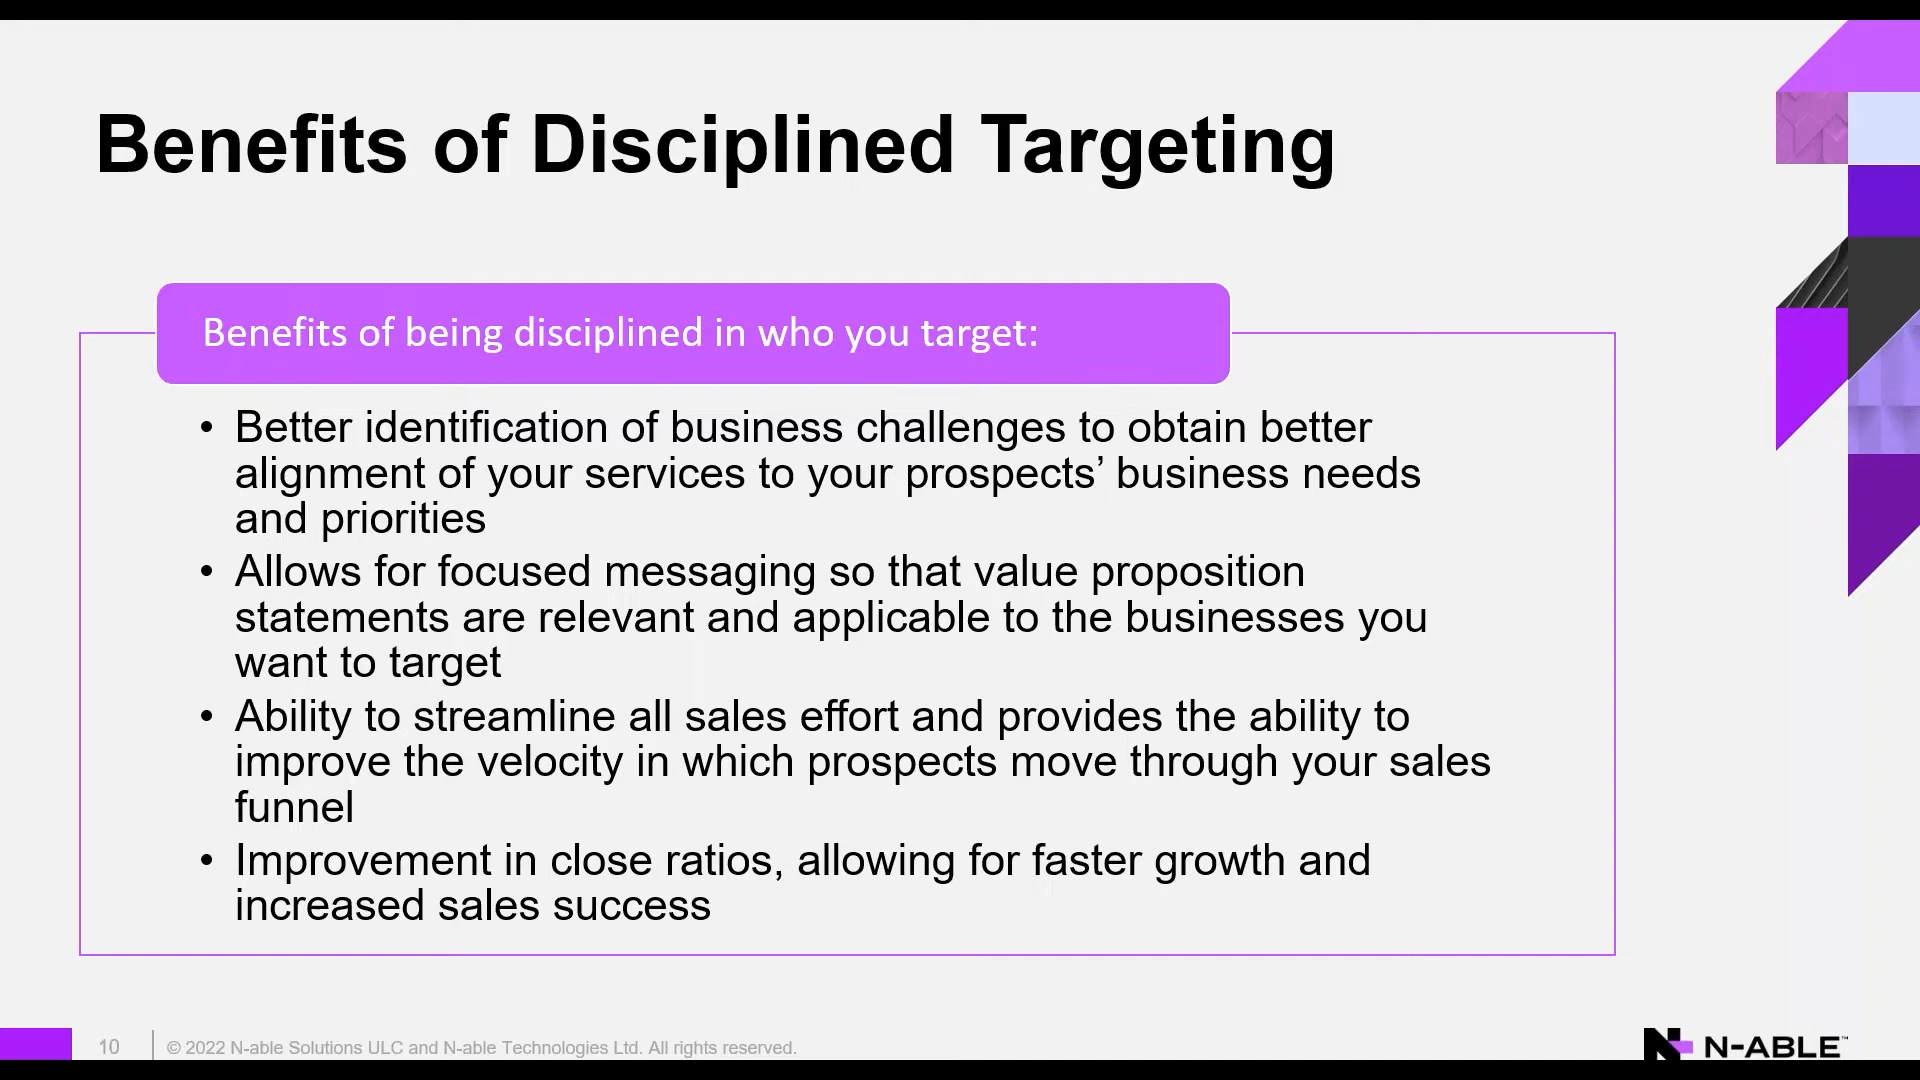 Benefits of Disciplined Targeting
Benefits of being disciplined in who you target:
• Better identification of business challenges to obtain better
alignment of your services to your prospects’ business needs
and priorities
• Allows for focused messaging so that value proposition
statements are relevant and applicable to the businesses you
want to target
• Ability to streamline all sales effort and provides the ability to
improve the velocity in which prospects move through your sales
funnel
• Improvement in close ratios, allowing for faster growth and
increased sales success
10
© 2022 N-able Solutions ULC and N-able Technologies Ltd. All rights reserved.
N-ABLE™